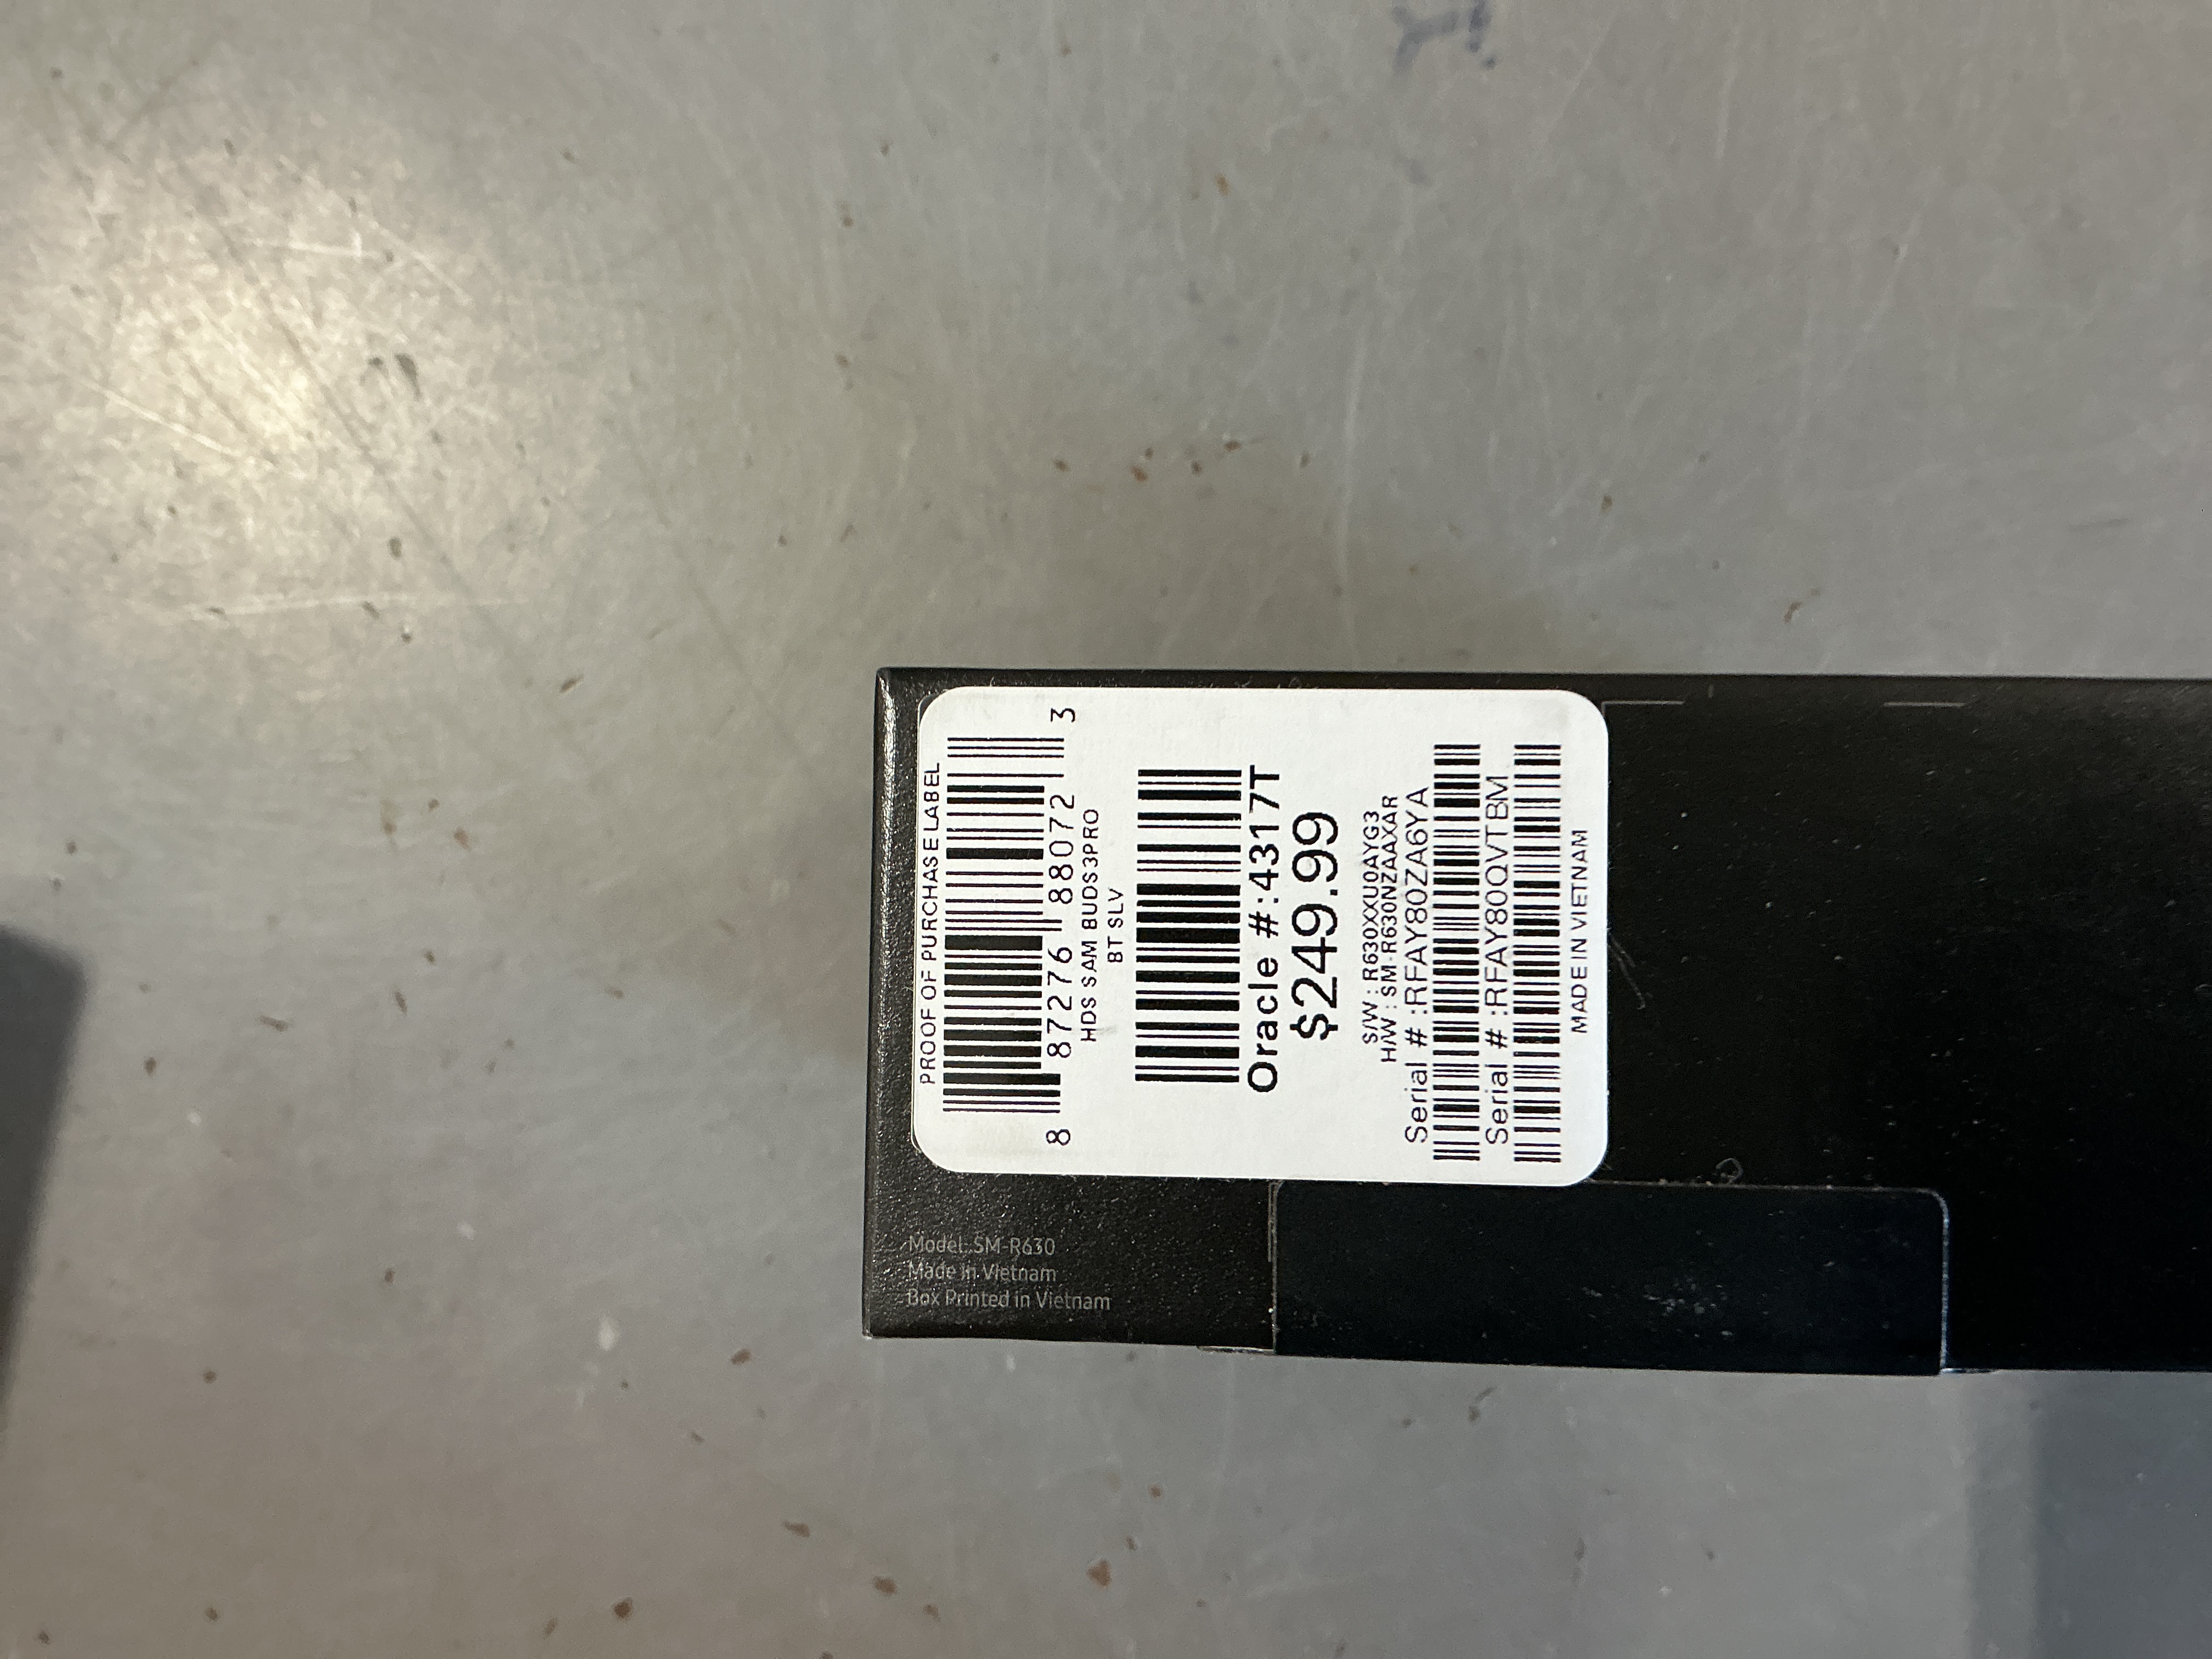 PROOF OF PURCHASE LABEL
8 87276 88072 3
HDS SAM BUDS3PRO
BT SLV
Oracle #:4317T
$249.99
S/W : R630XXU0AYG3
H/W : SM-R630NZAAXAR
Serial # :RFAY80ZA6YA
Serial # :RFAY80QVTBM
MADE IN VIETNAM
Model: SM-R630
Made in Vietnam
Box Printed in Vietnam